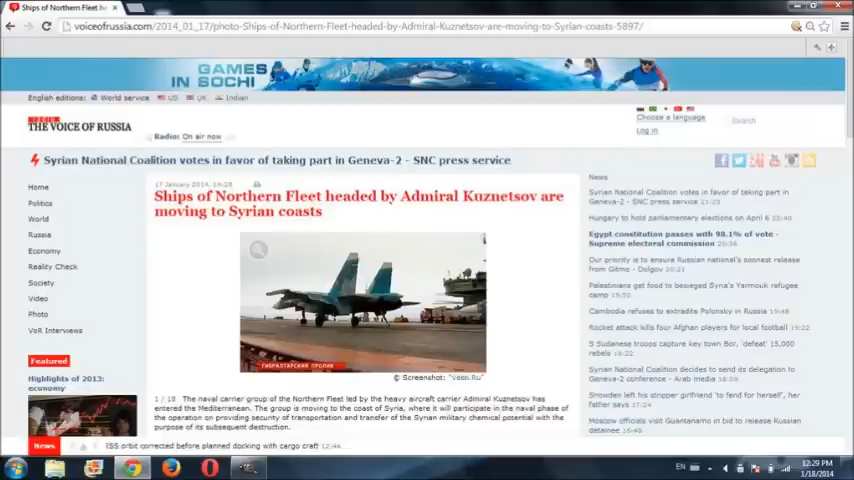 Ships of Northern Fleet he
voiceofrussia.com/2014_01_17/photo-Ships-of-Northern-Fleet-headed-by-Admiral-Kuznetsov-are-moving-to-Syrian-coasts-5897/
GAMES
IN SOCHI
English editions: World service US UK Indian
Choose a language
Log in
Search
THE VOICE OF RUSSIA
Radio: On air now
Syrian National Coalition votes in favor of taking part in Geneva-2 - SNC press service
Home
Politics
World
Russia
Economy
Reality Check
Society
Video
Photo
VoR Interviews
Featured
Highlights of 2013:
economy
17 January 2014, 16:28
Ships of Northern Fleet headed by Admiral Kuznetsov are
moving to Syrian coasts
ГИБРАЛТАРСКИЙ ПРОЛИВ
© Screenshot: "vesti.Ru"
1 / 18 The naval carrier group of the Northern Fleet led by the heavy aircraft carrier Admiral Kuznetsov has
entered the Mediterranean. The group is moving to the coast of Syria, where it will participate in the naval phase of
the operation on providing security of transportation and transfer of the Syrian military chemical potential with the
purpose of its subsequent destruction.
News
Syrian National Coalition votes in favor of taking part in
Geneva-2 - SNC press service 11:23
Hungary to hold parliamentary elections on April 6 20:40
Egypt constitution passes with 98.1% of vote -
Supreme electoral commission 20:36
Our priority is to ensure Russian national's soonest release
from Gitmo - Dolgov 20:21
Palestinians get food to besieged Syria's Yarmouk refugee
camp 19:50
Cambodia refuses to extradite Polonsky in Russia 19:48
Rocket attack kills four Afghan players for local football 19:22
S Sudanese troops capture key town Bor, 'defeat' 15,000
rebels 19:22
Syrian National Coalition decides to send its delegation to
Geneva-2 conference - Arab media 18:09
Snowden left his stripper girlfriend 'to fend for herself', her
father says 17:24
Moscow officials visit Guantanamo in bid to release Russian
detainee 16:48
News ISS orbit corrected before planned docking with cargo craft 12:44
EN
12:29 PM
1/18/2014